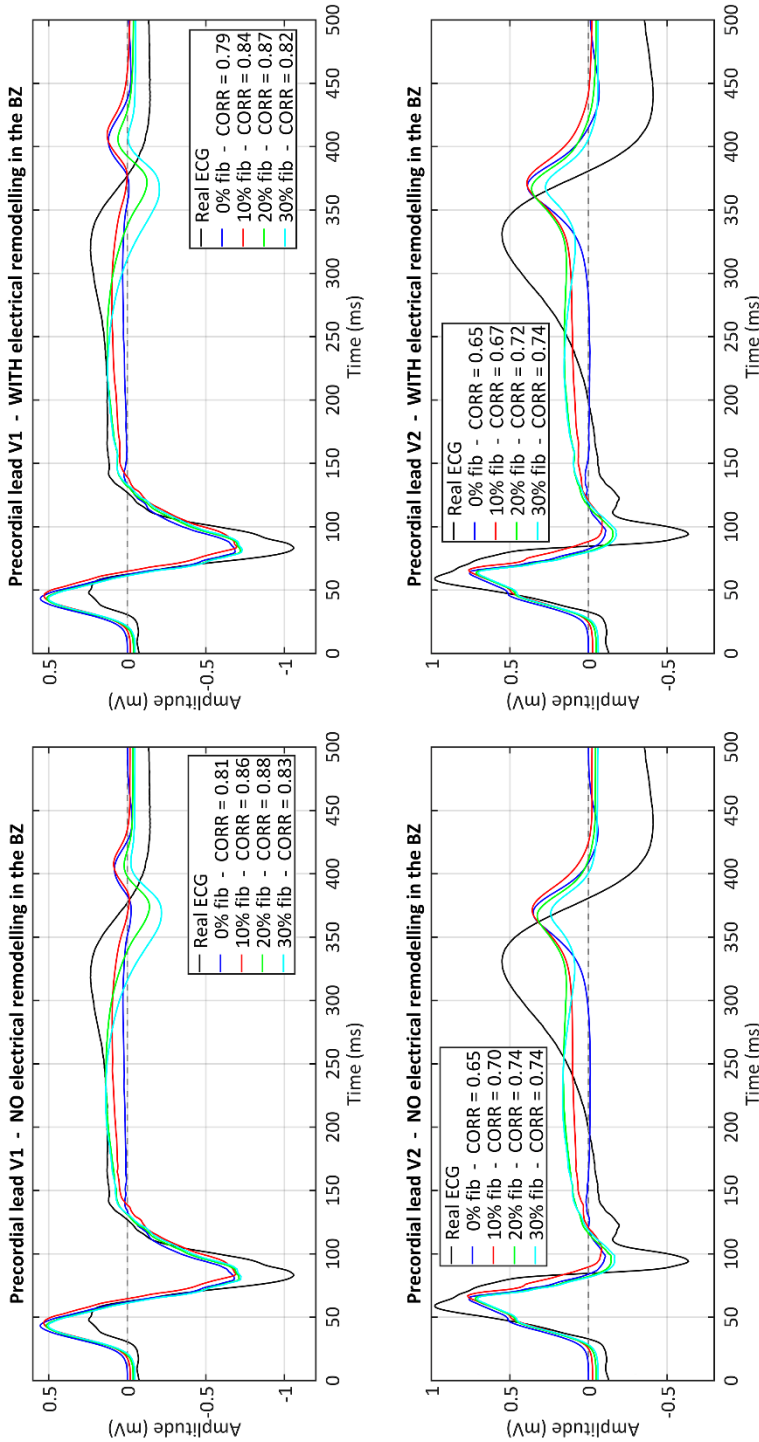 Precordial lead V1 - NO electrical remodelling in the BZ
Amplitude (mV)
0.5
0
-0.5
-1
Real ECG
0% fib - CORR = 0.81
10% fib - CORR = 0.86
20% fib - CORR = 0.88
30% fib - CORR = 0.83
0 50 100 150 200 250 300 350 400 450 500
Time (ms)
Precordial lead V1 - WITH electrical remodelling in the BZ
Amplitude (mV)
0.5
0
-0.5
-1
Real ECG
0% fib - CORR = 0.79
10% fib - CORR = 0.84
20% fib - CORR = 0.87
30% fib - CORR = 0.82
0 50 100 150 200 250 300 350 400 450 500
Time (ms)
Precordial lead V2 - NO electrical remodelling in the BZ
Amplitude (mV)
1
0.5
0
-0.5
Real ECG
0% fib - CORR = 0.65
10% fib - CORR = 0.70
20% fib - CORR = 0.74
30% fib - CORR = 0.74
0 50 100 150 200 250 300 350 400 450 500
Time (ms)
Precordial lead V2 - WITH electrical remodelling in the BZ
Amplitude (mV)
1
0.5
0
-0.5
Real ECG
0% fib - CORR = 0.65
10% fib - CORR = 0.67
20% fib - CORR = 0.72
30% fib - CORR = 0.74
0 50 100 150 200 250 300 350 400 450 500
Time (ms)